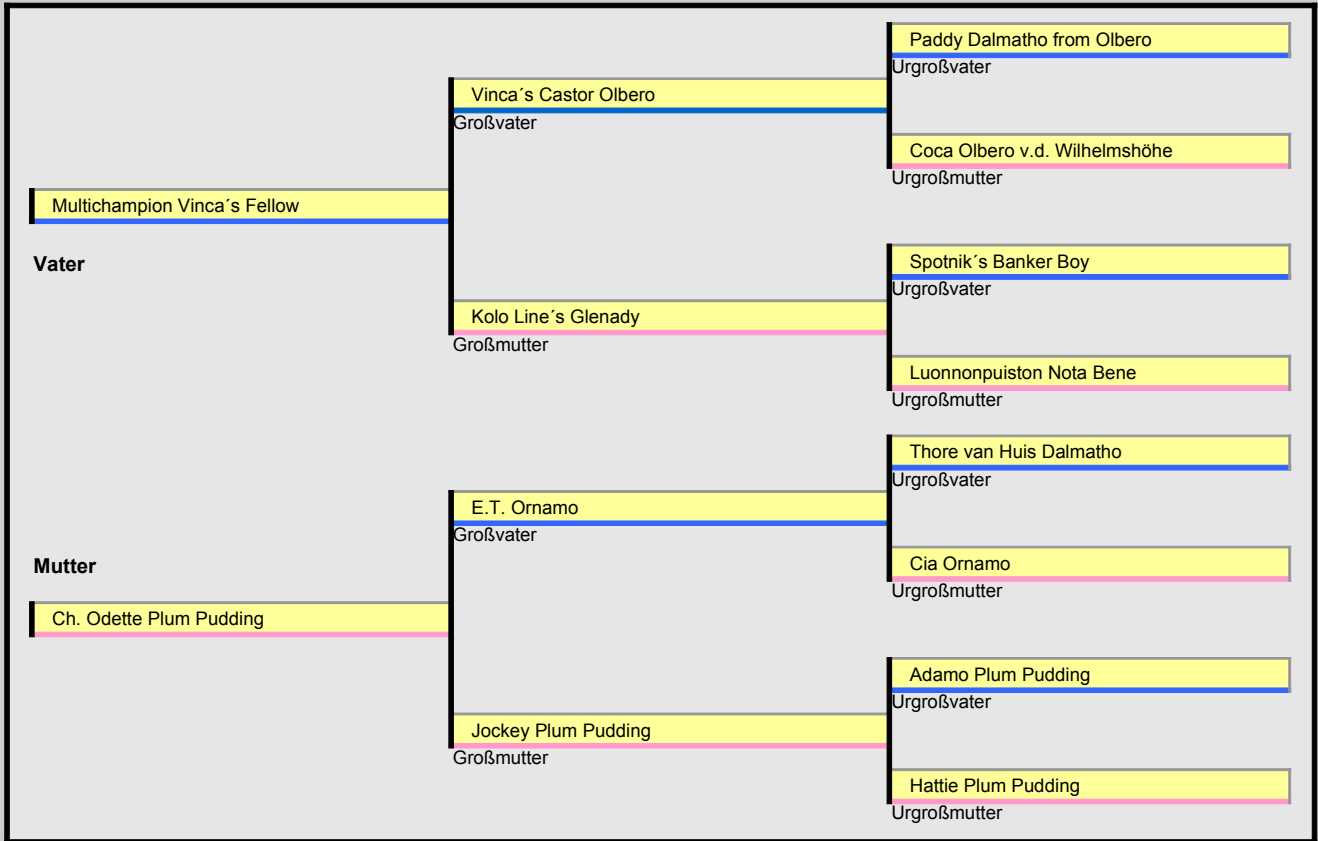 Paddy Dalmatho from Olbero
Urgroßvater
Vinca´s Castor Olbero
Großvater
Coca Olbero v.d. Wilhelmshöhe
Urgroßmutter
Multichampion Vinca´s Fellow
Vater
Spotnik´s Banker Boy
Urgroßvater
Kolo Line´s Glenady
Großmutter
Luonnonpuiston Nota Bene
Urgroßmutter
Thore van Huis Dalmatho
Urgroßvater
E.T. Ornamo
Großvater
Cia Ornamo
Urgroßmutter
Mutter
Ch. Odette Plum Pudding
Adamo Plum Pudding
Urgroßvater
Jockey Plum Pudding
Großmutter
Hattie Plum Pudding
Urgroßmutter